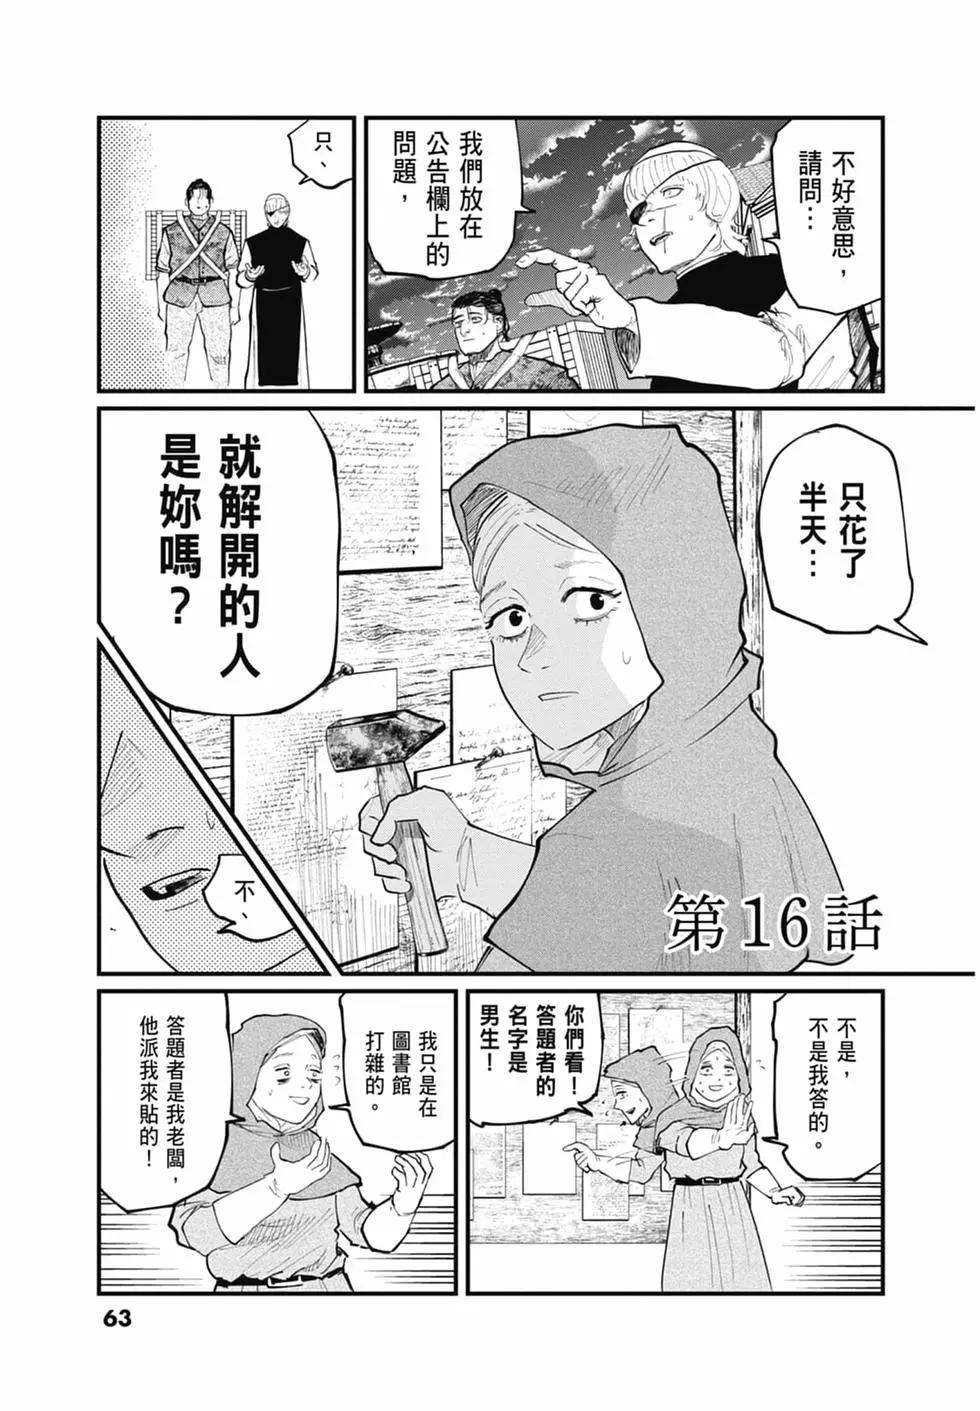 不好意思，
請問…
我們放在
公告欄上的
問題，
只、
只花了
半天…
就解開的人
是妳嗎？
不、
第16話
不是，
不是我答的。
你們看！
答題者的
名字是
男生！
我只是在
圖書館
打雜的。
答題者是我老闆，
他派我來貼的！
63